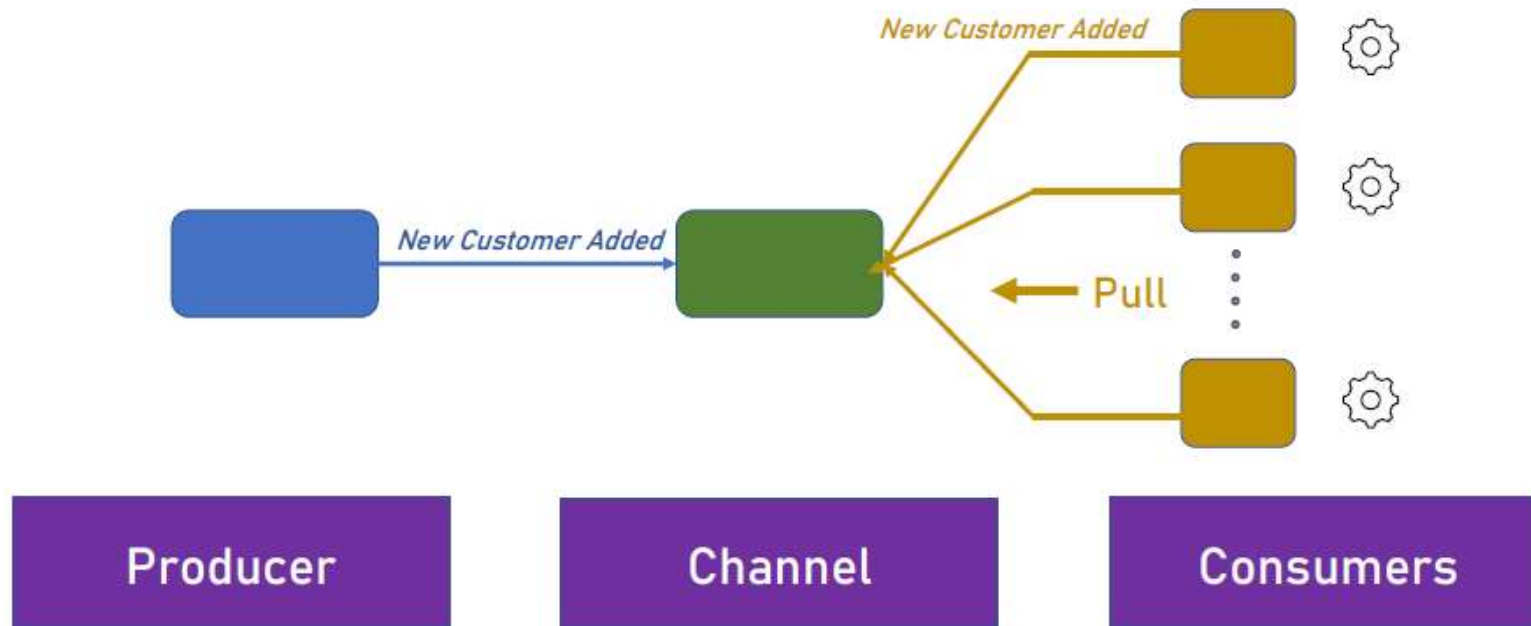 New Customer Added
New Customer Added
Pull
Producer
Channel
Consumers